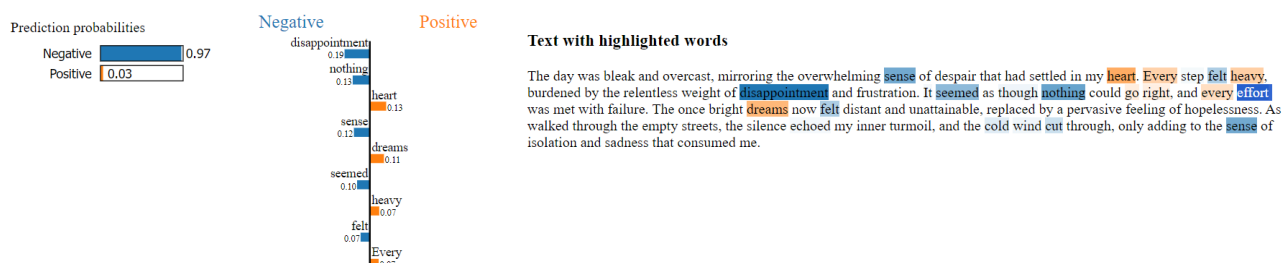 Prediction probabilities
Negative 0.97
Positive 0.03
Negative Positive
disappointment
0.19
nothing
0.13
heart
0.13
sense
0.12
dreams
0.11
seemed
0.10
heavy
0.07
felt
0.07
Every
Text with highlighted words
The day was bleak and overcast, mirroring the overwhelming sense of despair that had settled in my heart. Every step felt heavy,
burdened by the relentless weight of disappointment and frustration. It seemed as though nothing could go right, and every effort
was met with failure. The once bright dreams now felt distant and unattainable, replaced by a pervasive feeling of hopelessness. As
walked through the empty streets, the silence echoed my inner turmoil, and the cold wind cut through, only adding to the sense of
isolation and sadness that consumed me.